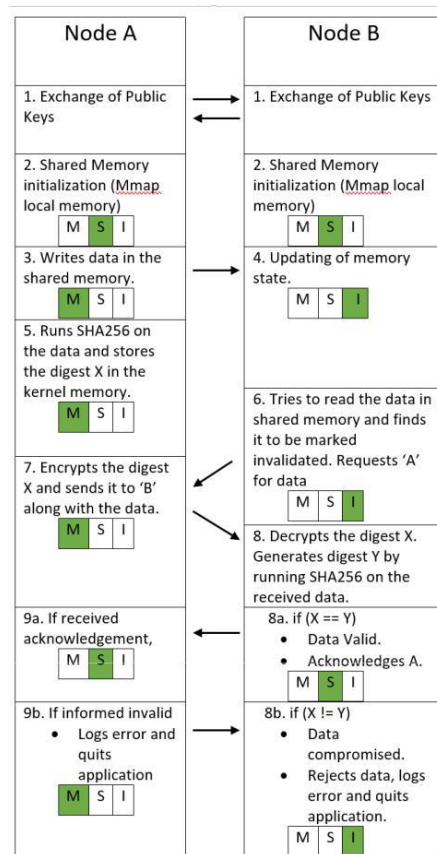 Node A
Node B
1. Exchange of Public
Keys
1. Exchange of Public Keys
2. Shared Memory
initialization (Mmap
local memory)
M S I
2. Shared Memory
initialization (Mmap local
memory)
M S I
3. Writes data in the
shared memory.
M S I
4. Updating of memory
state.
M S I
5. Runs SHA256 on
the data and stores
the digest X in the
kernel memory.
M S I
6. Tries to read the data in
shared memory and finds
it to be marked
invalidated. Requests ‘A’
for data
M S I
7. Encrypts the digest
X and sends it to ‘B’
along with the data.
M S I
8. Decrypts the digest X.
Generates digest Y by
running SHA256 on the
received data.
9a. If received
acknowledgement,
M S I
8a. if (X == Y)
• Data Valid.
• Acknowledges A.
M S I
9b. If informed invalid
• Logs error and
quits
application
M S I
8b. if (X != Y)
• Data
compromised.
• Rejects data, logs
error and quits
application.
M S I